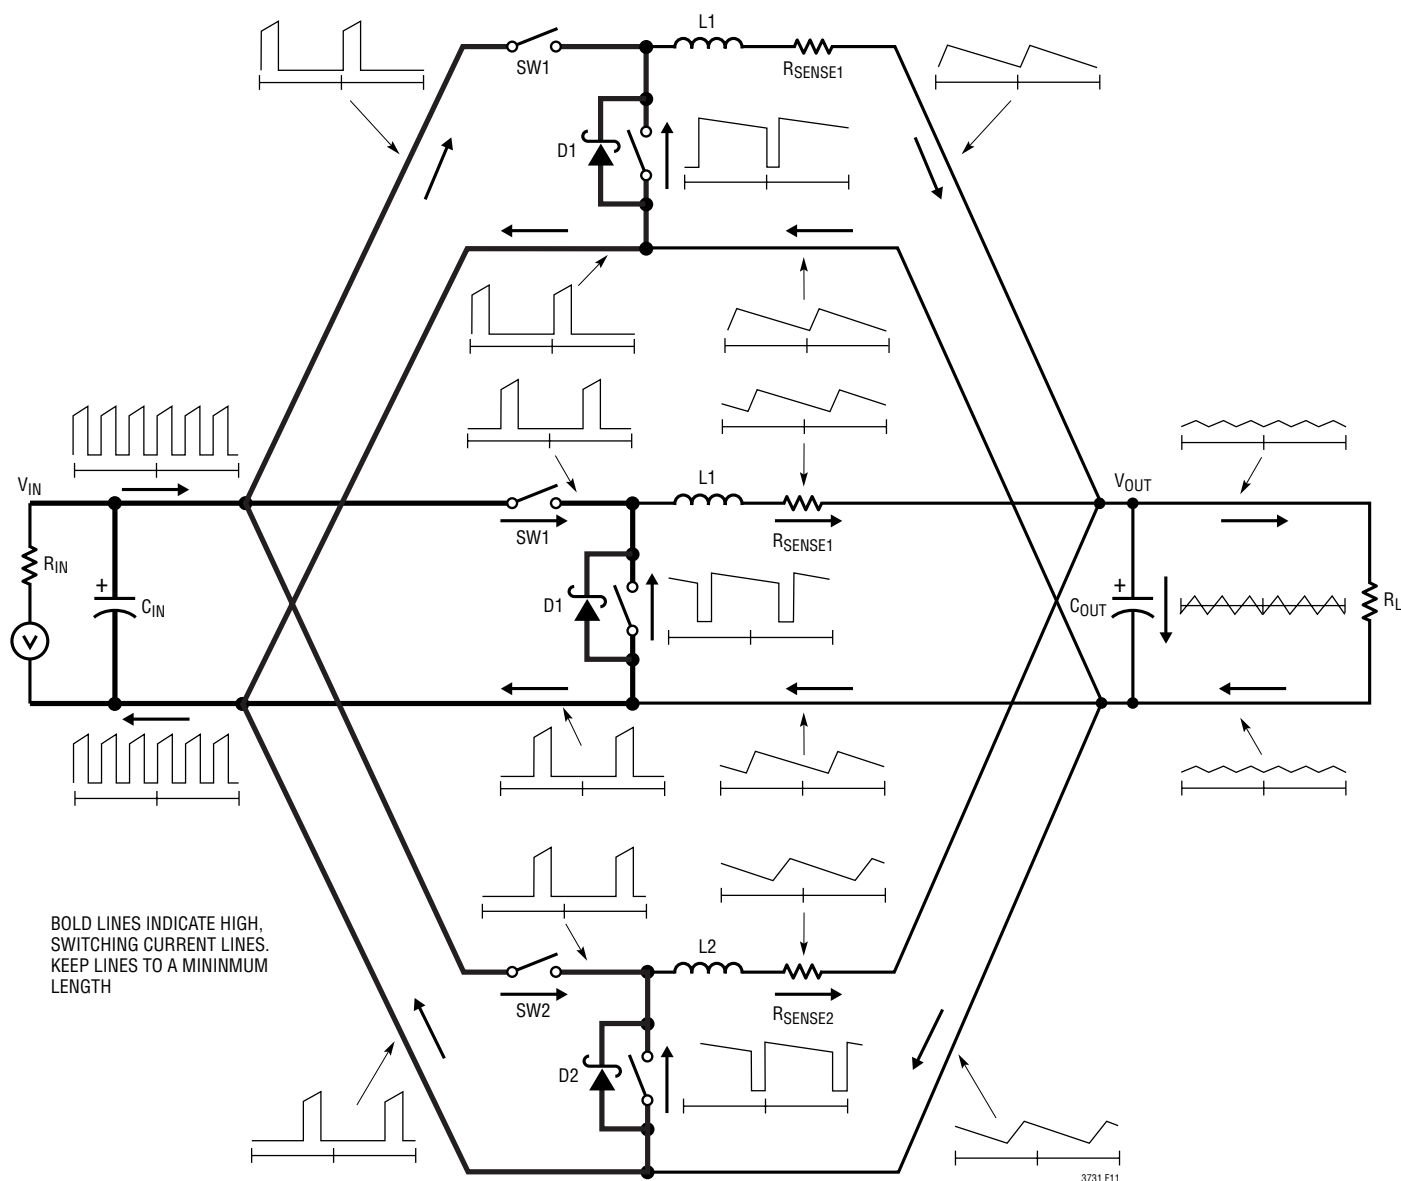 L1
SW1
RSENSE1
D1
VIN
L1
VOUT
SW1
RSENSE1
RIN
+
CIN
D1
+
COUT
RL
BOLD LINES INDICATE HIGH,
SWITCHING CURRENT LINES.
KEEP LINES TO A MININMUM
LENGTH
L2
SW2
RSENSE2
D2
3731 F11